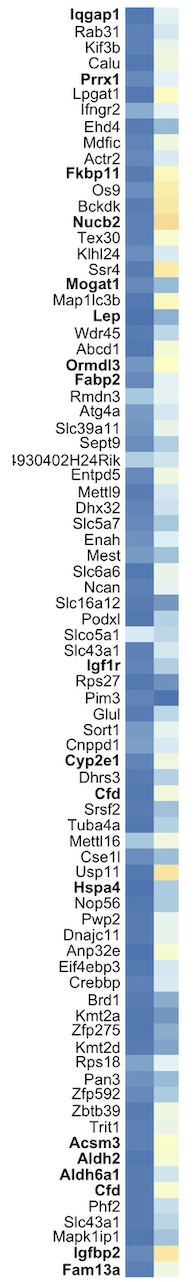 Iqgap1
Rab31
Kif3b
Calu
Prrx1
Lpgat1
Ifngr2
Ehd4
Mdfic
Actr2
Fkbp11
Os9
Bckdk
Nucb2
Tex30
Klhl24
Ssr4
Mogat1
Map1lc3b
Lep
Wdr45
Abcd1
Ormdl3
Fabp2
Rmdn3
Atg4a
Slc39a11
Sept9
4930402H24Rik
Entpd5
Mettl9
Dhx32
Slc5a7
Enah
Mest
Slc6a6
Ncan
Slc16a12
Podxl
Slco5a1
Slc43a1
Igf1r
Rps27
Pim3
Glul
Sort1
Cnppd1
Cyp2e1
Dhrs3
Cfd
Srsf2
Tuba4a
Mettl16
Cse1l
Usp11
Hspa4
Nop56
Pwp2
Dnajc11
Anp32e
Eif4ebp3
Crebbp
Brd1
Kmt2a
Zfp275
Kmt2d
Rps18
Pan3
Zfp592
Zbtb39
Trit1
Acsm3
Aldh2
Aldh6a1
Cfd
Phf2
Slc43a1
Mapk1ip1
Igfbp2
Fam13a